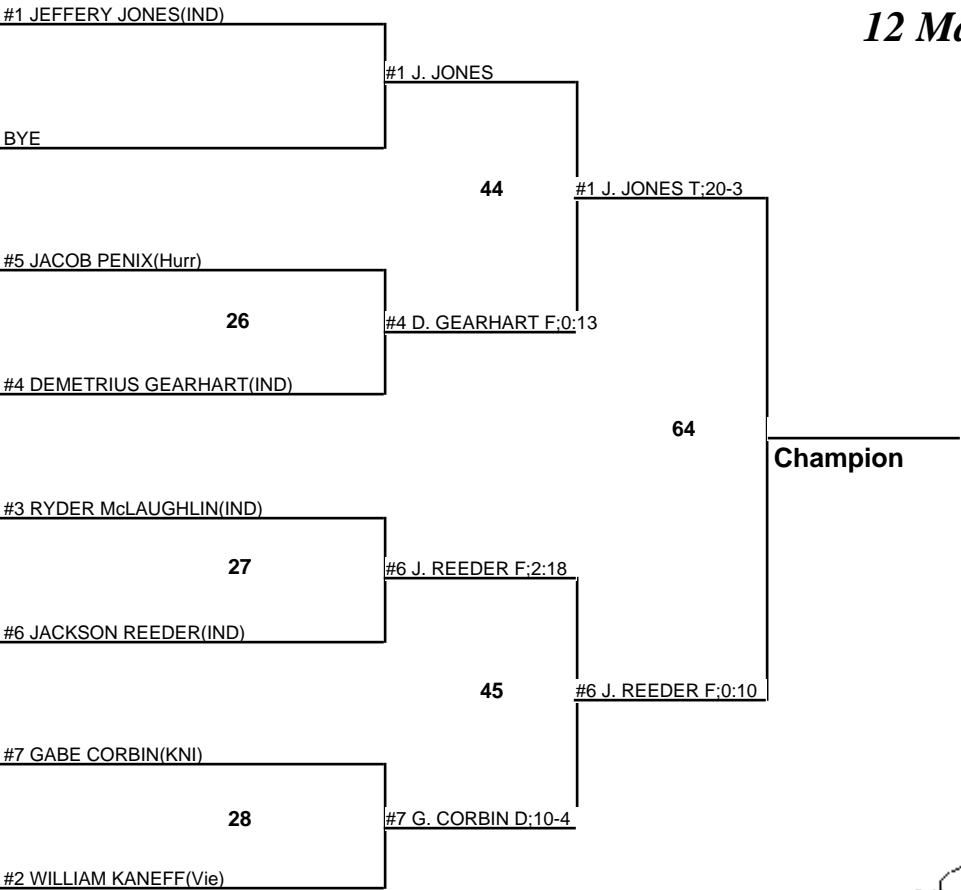 #1 JEFFERY JONES(IND)
12
#1 J. JONES
BYE
44
#1 J. JONES T;20-3
#5 JACOB PENIX(Hurr)
26
#4 D. GEARHART F;0:13
#4 DEMETRIUS GEARHART(IND)
64
Champion
#3 RYDER McLAUGHLIN(IND)
27
#6 J. REEDER F;2:18
#6 JACKSON REEDER(IND)
45
#6 J. REEDER F;0:10
#7 GABE CORBIN(KNI)
28
#7 G. CORBIN D;10-4
#2 WILLIAM KANEFF(Vie)